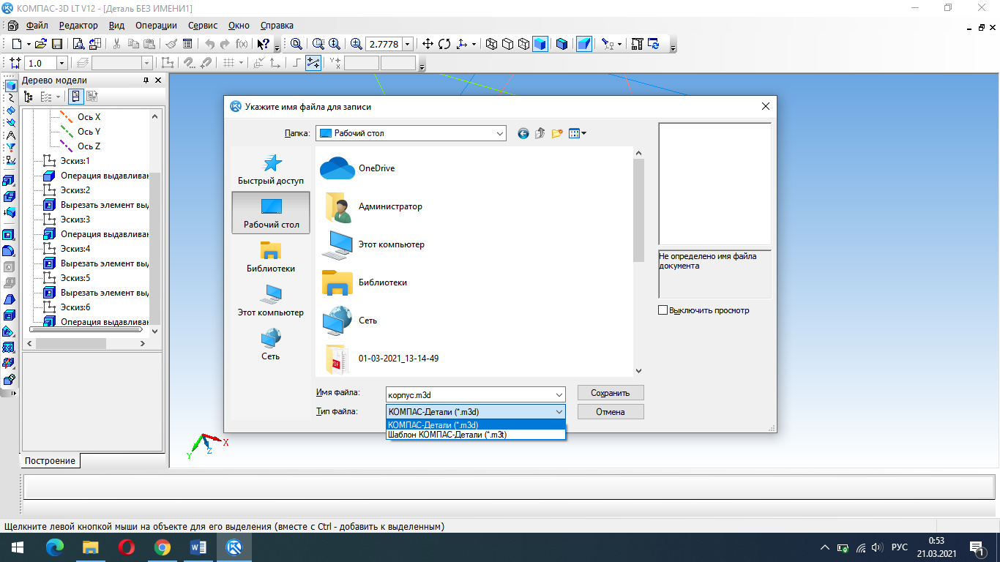 КОМПАС-3D LT V12 - [Деталь БЕЗ ИМЕНИ1]
Файл Редактор Вид Операции Сервис Окно Справка
2.7778
1.0
Дерево модели
Ось X
Ось Y
Ось Z
Эскиз:1
Операция выдавливан
Эскиз:2
Вырезать элемент выд
Эскиз:3
Операция выдавливан
Эскиз:4
Вырезать элемент выд
Эскиз:5
Вырезать элемент выд
Эскиз:6
Операция выдавливан
Построение
Укажите имя файла для записи
Папка: Рабочий стол
Быстрый доступ
Рабочий стол
Библиотеки
Этот компьютер
Сеть
OneDrive
Администратор
Этот компьютер
Библиотеки
Сеть
01-03-2021_13-14-49
Не определено имя файла
документа
Выключить просмотр
Имя файла: корпус.m3d Сохранить
Тип файла: КОМПАС-Детали (*.m3d) Отмена
КОМПАС-Детали (*.m3d)
Шаблон КОМПАС-Детали (*.m3t)
X
Y
Z
Щелкните левой кнопкой мыши на объекте для его выделения (вместе с Ctrl - добавить к выделенным)
РУС
0:53
21.03.2021
1